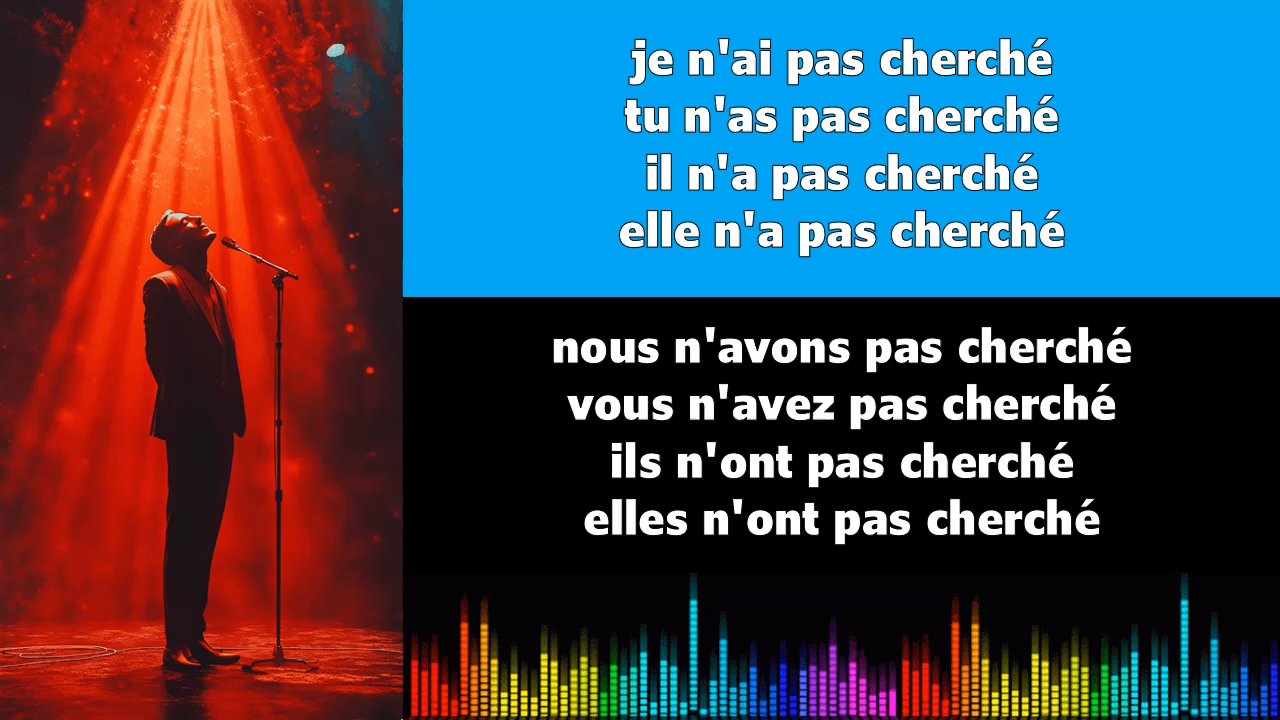 je n'ai pas cherché
tu n'as pas cherché
il n'a pas cherché
elle n'a pas cherché
nous n'avons pas cherché
vous n'avez pas cherché
ils n'ont pas cherché
elles n'ont pas cherché